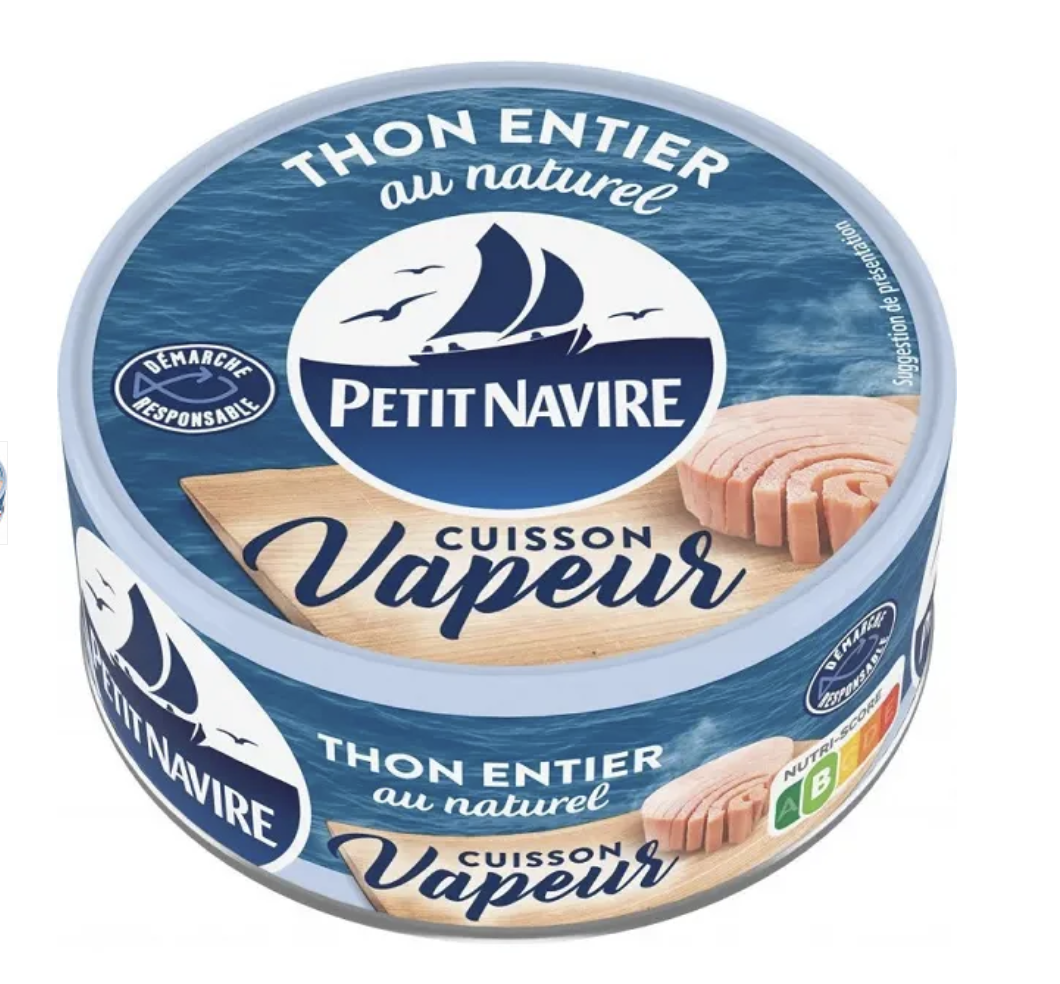 THON ENTIER
au naturel
Suggestion de présentation
DÉMARCHE
RESPONSABLE
PETIT NAVIRE
CUISSON
Vapeur
PETIT NAVIRE
THON ENTIER
au naturel
CUISSON
Vapeur
DÉMARCHE
RESPONSABLE
NUTRI-SCORE
A B C D E